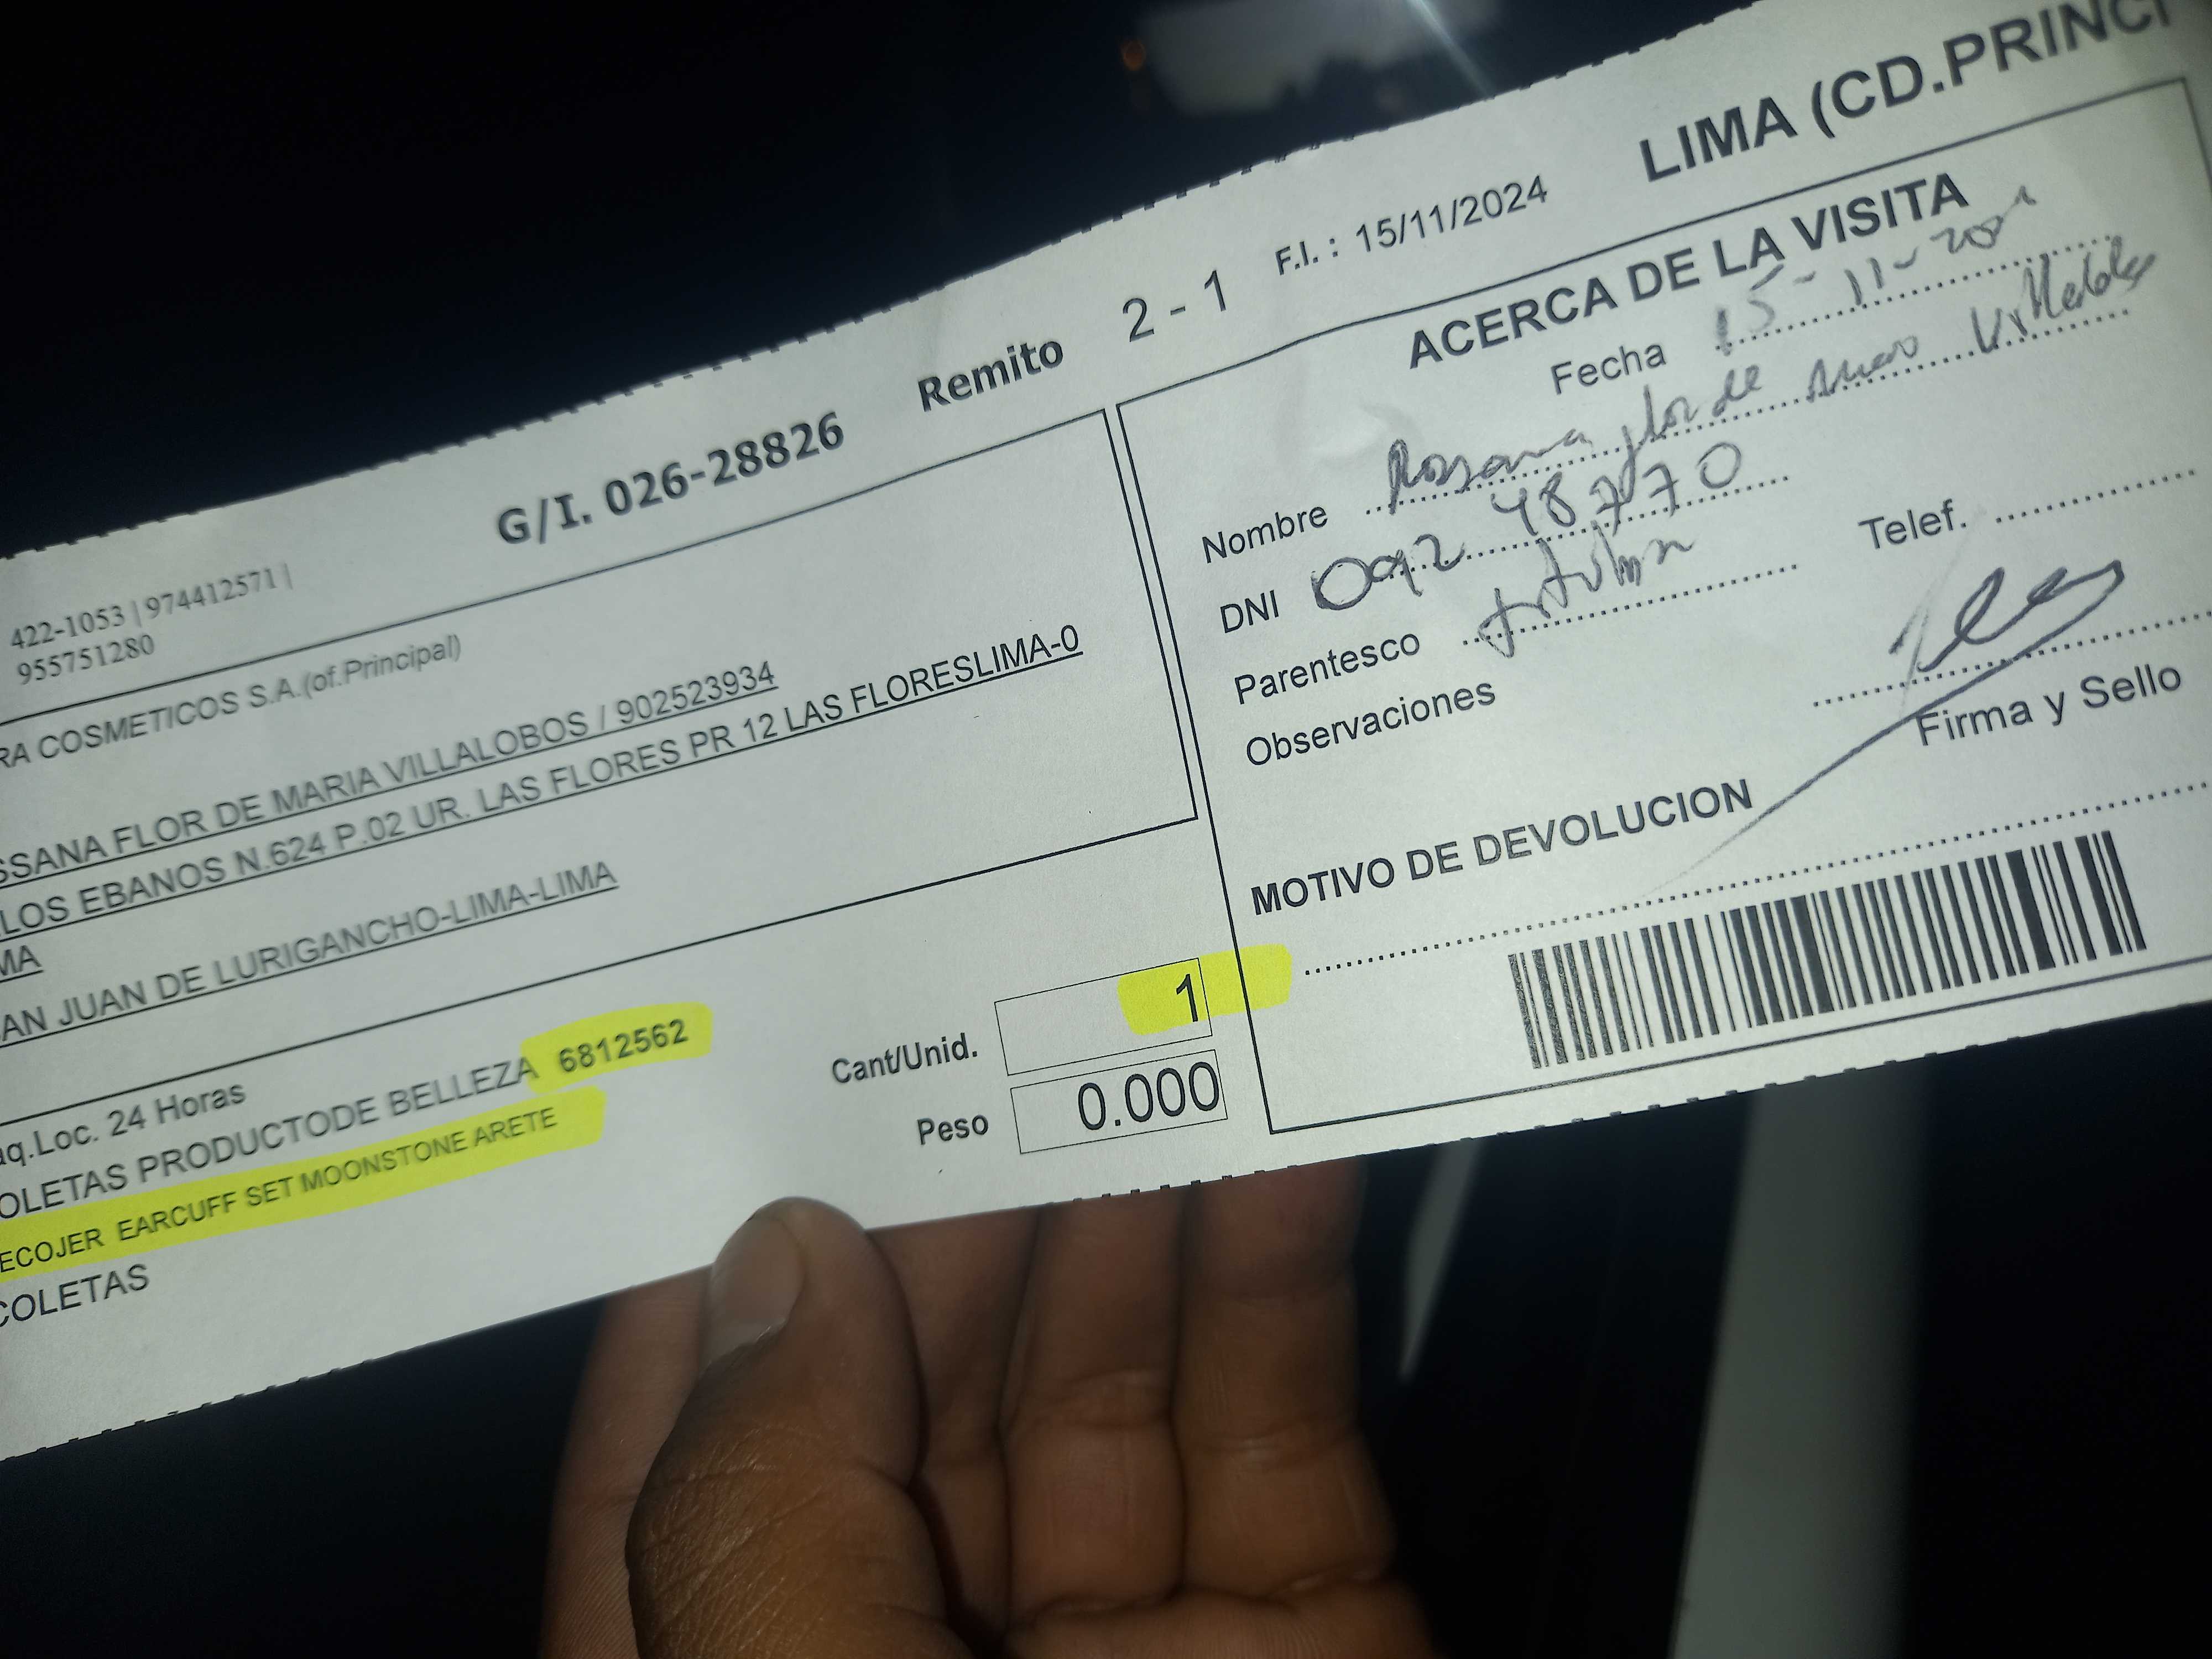 LIMA (CD.PRINCI
G/I. 026-28826 Remito 2 - 1 F.I. : 15/11/2024
422-1053 | 974412571 |
955751280
RA COSMETICOS S.A.(of.Principal)
SSANA FLOR DE MARIA VILLALOBOS / 902523934
LOS EBANOS N.624 P.02 UR. LAS FLORES PR 12 LAS FLORESLIMA-0
MA
AN JUAN DE LURIGANCHO-LIMA-LIMA
aq.Loc. 24 Horas
OLETAS PRODUCTODE BELLEZA 6812562
ECOJER EARCUFF SET MOONSTONE ARETE
COLETAS
Cant/Unid. 1
Peso 0.000
ACERCA DE LA VISITA
Fecha 15-11-
Nombre Rossana flor de
DNI 09248770
Parentesco
Telef.
Observaciones
Firma y Sello
MOTIVO DE DEVOLUCION